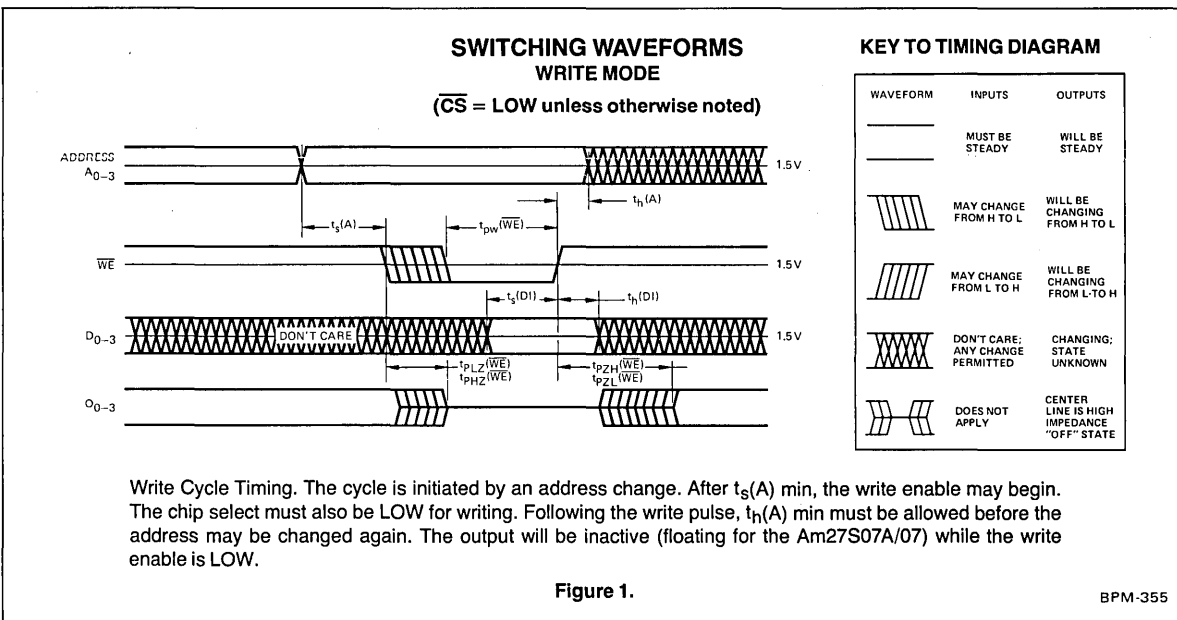 SWITCHING WAVEFORMS
WRITE MODE
(C̅S̅ = LOW unless otherwise noted)
ADDRESS
A0–3
1.5V
th(A)
ts(A)
tpw(W̅E̅)
W̅E̅
1.5V
ts(DI)
th(DI)
D0–3
DON'T CARE
1.5V
tPLZ(W̅E̅)
tPHZ(W̅E̅)
tPZH(W̅E̅)
tPZL(W̅E̅)
O0–3
KEY TO TIMING DIAGRAM
WAVEFORM INPUTS OUTPUTS
MUST BE
STEADY
WILL BE
STEADY
MAY CHANGE
FROM H TO L
WILL BE
CHANGING
FROM H TO L
MAY CHANGE
FROM L TO H
WILL BE
CHANGING
FROM L-TO H
DON'T CARE;
ANY CHANGE
PERMITTED
CHANGING;
STATE
UNKNOWN
DOES NOT
APPLY
CENTER
LINE IS HIGH
IMPEDANCE
"OFF" STATE
Write Cycle Timing. The cycle is initiated by an address change. After ts(A) min, the write enable may begin.
The chip select must also be LOW for writing. Following the write pulse, th(A) min must be allowed before the
address may be changed again. The output will be inactive (floating for the Am27S07A/07) while the write
enable is LOW.
Figure 1.
BPM-355